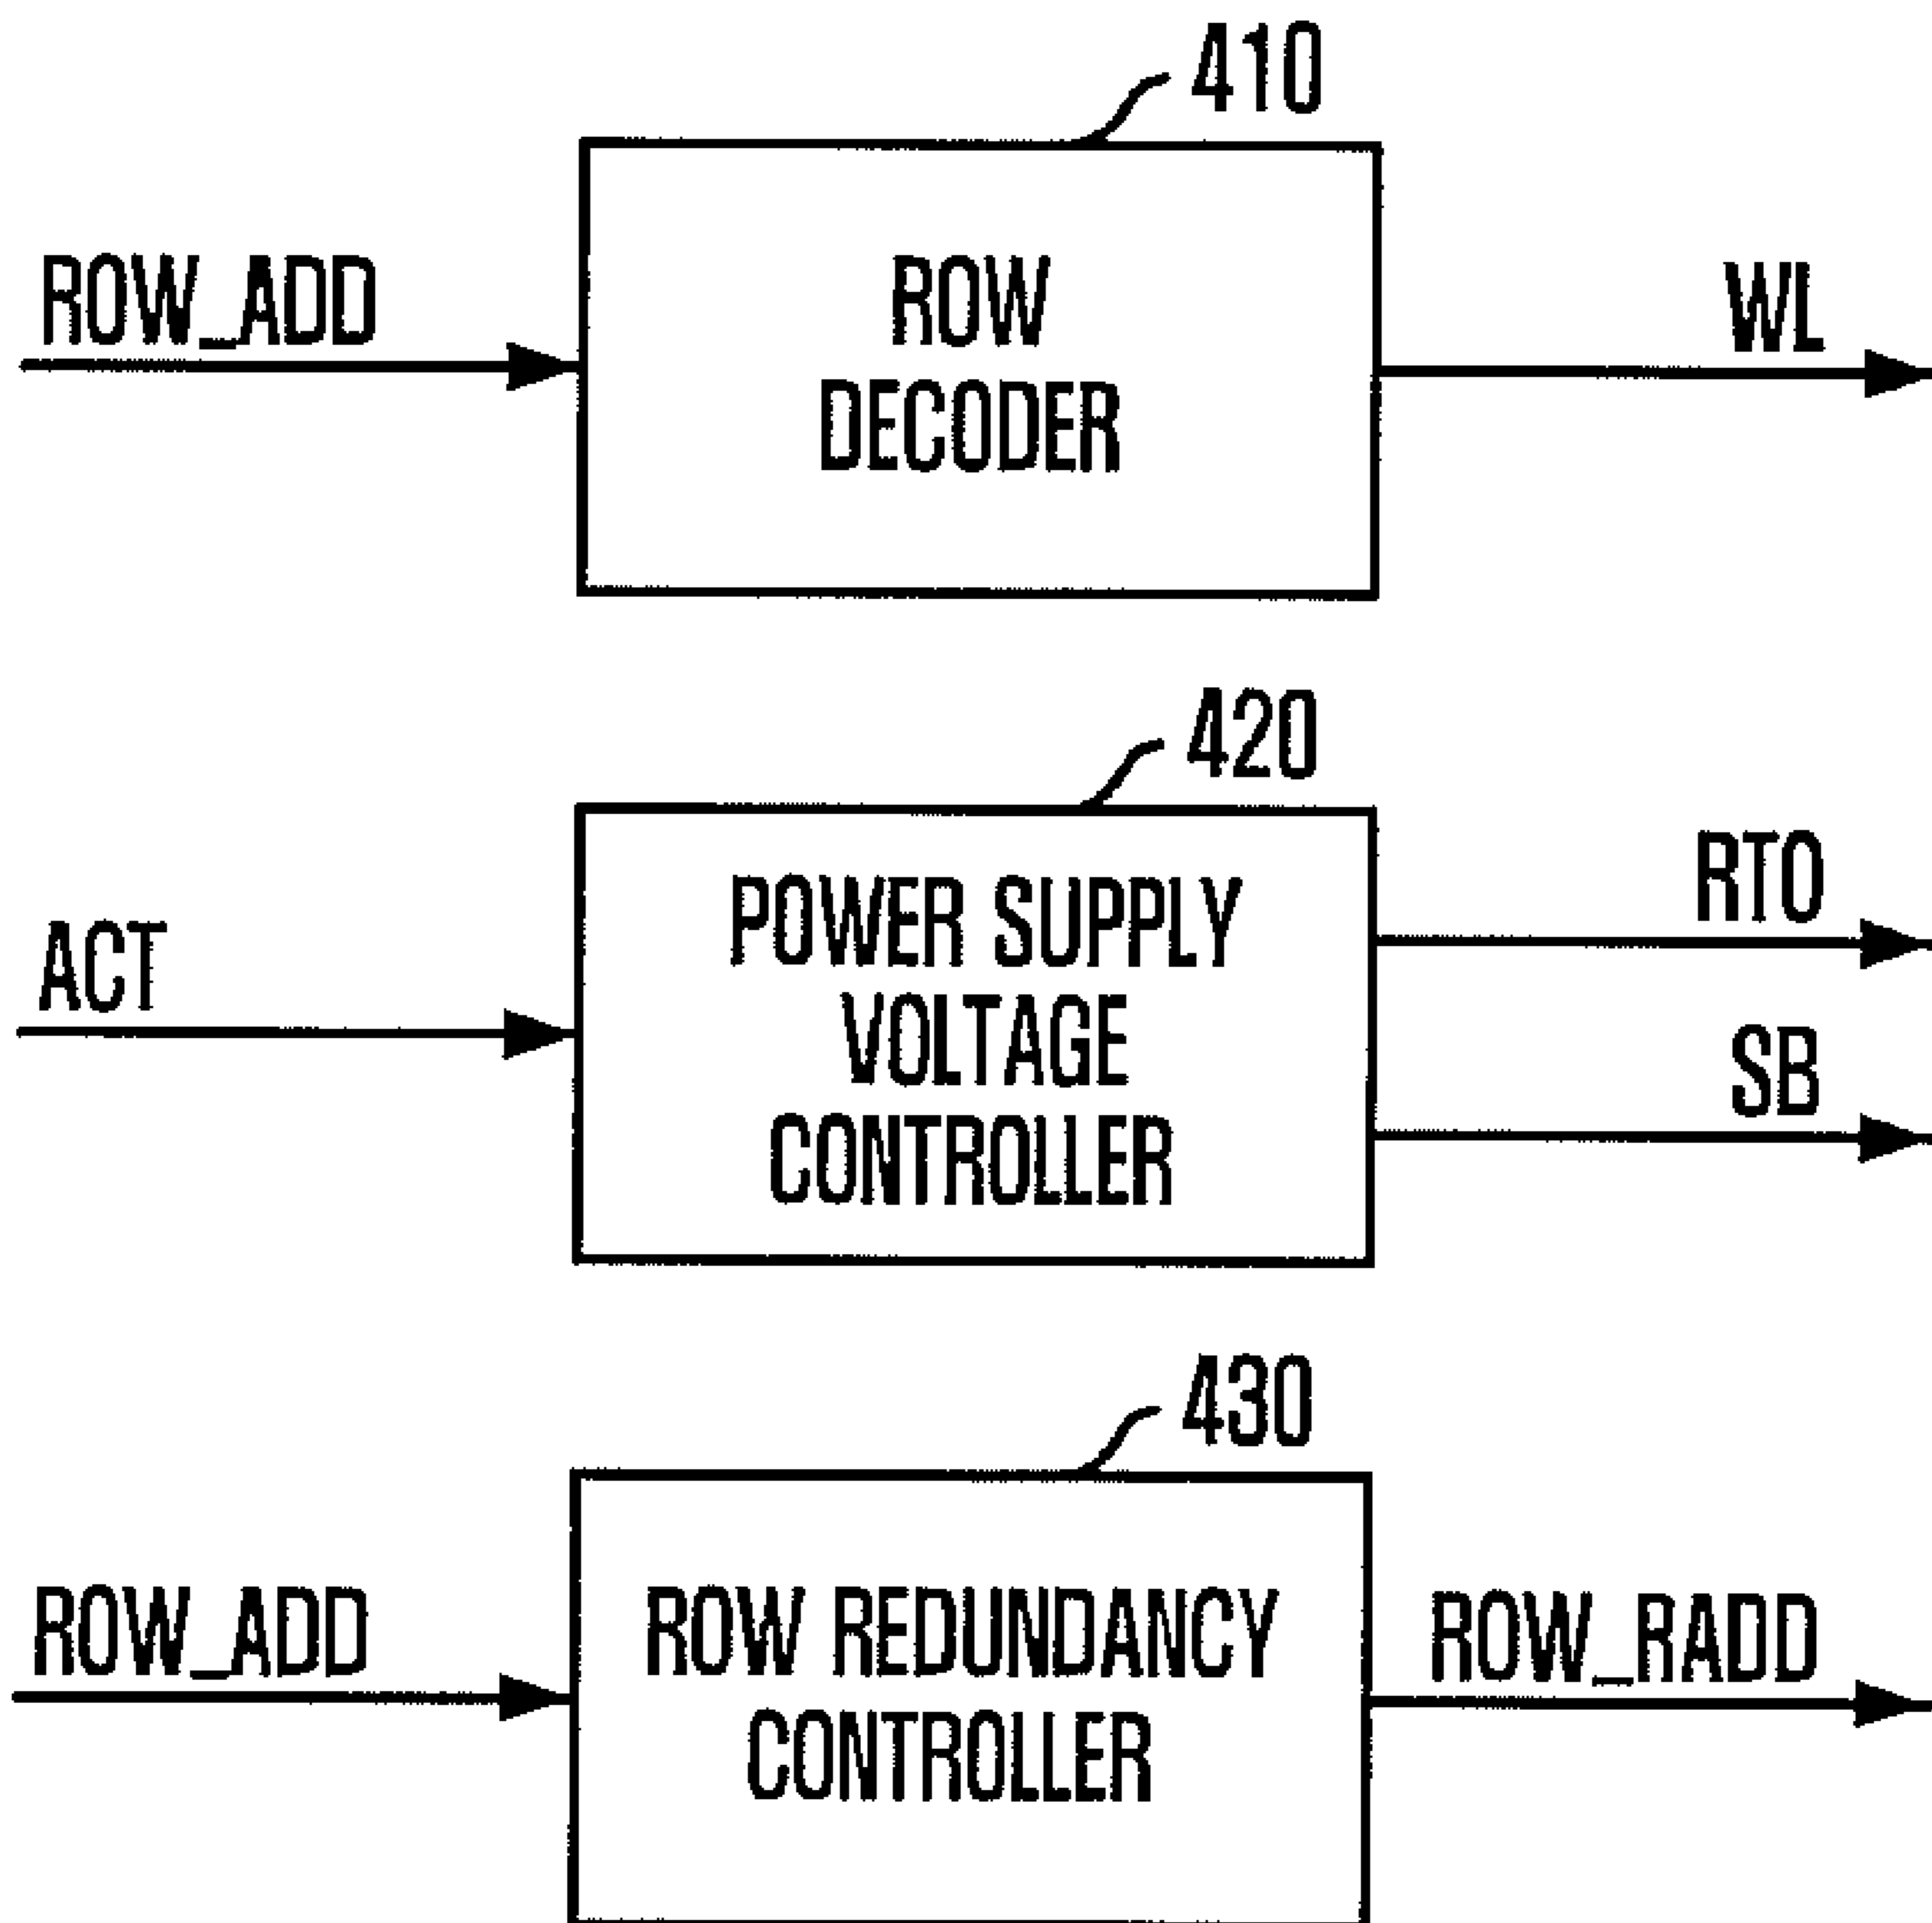 410
ROW_ADD
ROW
DECODER
WL
420
ACT
POWER SUPPLY
VOLTAGE
CONTROLLER
RTO
SB
430
ROW_ADD
ROW REDUNDANCY
CONTROLLER
ROW_RADD